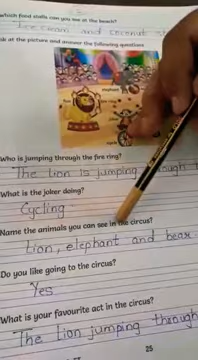 which food stalls can you see at the beach?
Ice cream and coconut
ok at the picture and answer the following questions
elephant
Who is jumping through the fire ring?
The lion is jumping through
What is the joker doing?
Cycling
Name the animals you can see in the circus?
Lion, elephant and bear
Do you like going to the circus?
Yes
What is your favourite act in the circus?
The lion jumping through
25